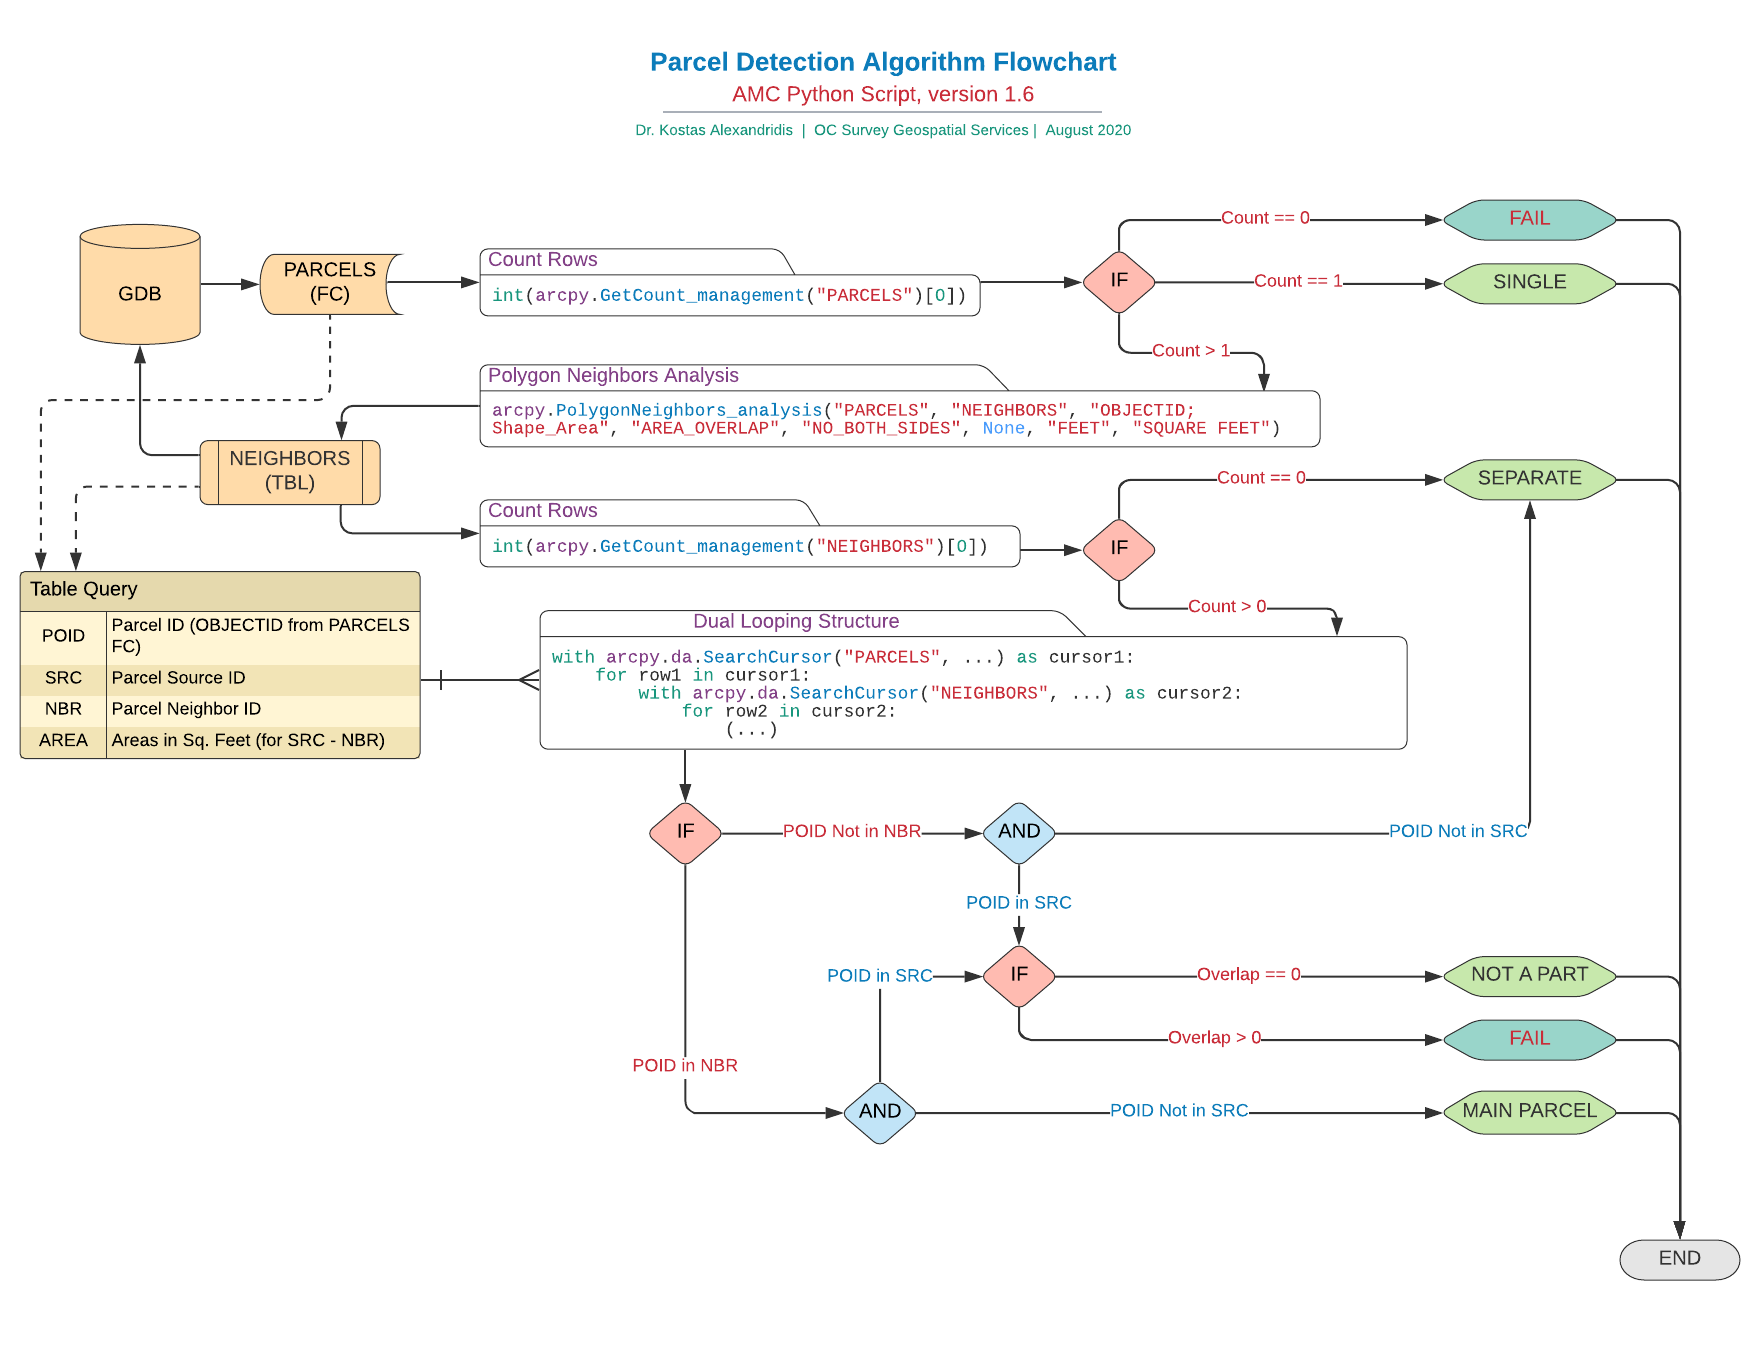 Parcel Detection Algorithm Flowchart
AMC Python Script, version 1.6
Dr. Kostas Alexandridis | OC Survey Geospatial Services | August 2020
GDB
PARCELS
(FC)
Count Rows
int(arcpy.GetCount_management("PARCELS")[0])
IF
Count == 0
FAIL
Count == 1
SINGLE
Count > 1
Polygon Neighbors Analysis
arcpy.PolygonNeighbors_analysis("PARCELS", "NEIGHBORS", "OBJECTID;
Shape_Area", "AREA_OVERLAP", "NO_BOTH_SIDES", None, "FEET", "SQUARE FEET")
NEIGHBORS
(TBL)
Count Rows
int(arcpy.GetCount_management("NEIGHBORS")[0])
IF
Count == 0
SEPARATE
Count > 0
Table Query
POID
Parcel ID (OBJECTID from PARCELS
FC)
SRC
Parcel Source ID
NBR
Parcel Neighbor ID
AREA
Areas in Sq. Feet (for SRC - NBR)
Dual Looping Structure
with arcpy.da.SearchCursor("PARCELS", ...) as cursor1:
for row1 in cursor1:
with arcpy.da.SearchCursor("NEIGHBORS", ...) as cursor2:
for row2 in cursor2:
(...)
IF
POID Not in NBR
AND
POID Not in SRC
POID in SRC
POID in SRC
IF
Overlap == 0
NOT A PART
Overlap > 0
FAIL
POID in NBR
AND
POID Not in SRC
MAIN PARCEL
END